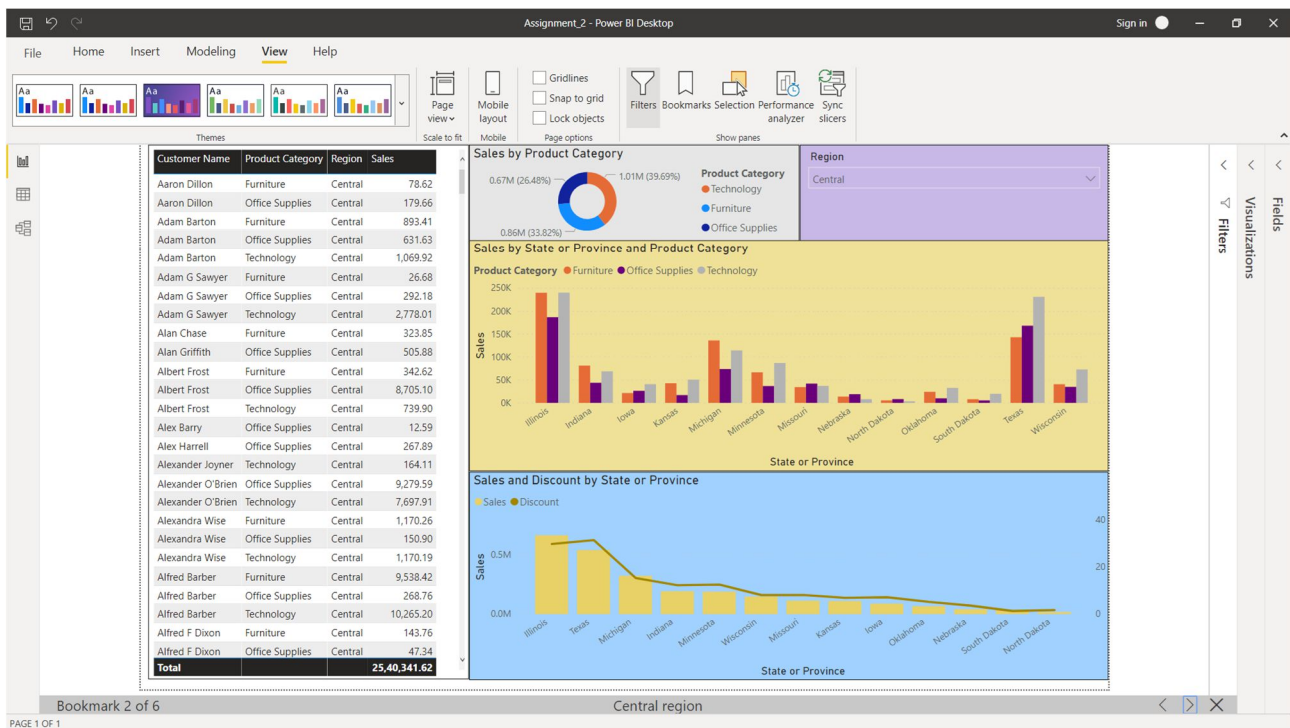 Assignment_2 - Power BI Desktop
Sign in
File Home Insert Modeling View Help
Aa Aa Aa Aa Aa Aa
Page view
Mobile layout
Gridlines
Snap to grid
Lock objects
Filters Bookmarks Selection Performance analyzer Sync slicers
Themes Scale to fit Mobile Page options Show panes
Customer Name Product Category Region Sales
Aaron Dillon Furniture Central 78.62
Aaron Dillon Office Supplies Central 179.66
Adam Barton Furniture Central 893.41
Adam Barton Office Supplies Central 631.63
Adam Barton Technology Central 1,069.92
Adam G Sawyer Furniture Central 26.68
Adam G Sawyer Office Supplies Central 292.18
Adam G Sawyer Technology Central 2,778.01
Alan Chase Furniture Central 323.85
Alan Griffith Office Supplies Central 505.88
Albert Frost Furniture Central 342.62
Albert Frost Office Supplies Central 8,705.10
Albert Frost Technology Central 739.90
Alex Barry Office Supplies Central 12.59
Alex Harrell Office Supplies Central 267.89
Alexander Joyner Technology Central 164.11
Alexander O'Brien Office Supplies Central 9,279.59
Alexander O'Brien Technology Central 7,697.91
Alexandra Wise Furniture Central 1,170.26
Alexandra Wise Office Supplies Central 150.90
Alexandra Wise Technology Central 1,170.19
Alfred Barber Furniture Central 9,538.42
Alfred Barber Office Supplies Central 268.76
Alfred Barber Technology Central 10,265.20
Alfred F Dixon Furniture Central 143.76
Alfred F Dixon Office Supplies Central 47.34
Total 25,40,341.62
Sales by Product Category
0.67M (26.48%)
1.01M (39.69%)
0.86M (33.82%)
Product Category
Technology
Furniture
Office Supplies
Region
Central
Sales by State or Province and Product Category
Product Category Furniture Office Supplies Technology
250K
200K
150K
100K
50K
0K
Sales
Illinois Indiana Iowa Kansas Michigan Minnesota Missouri Nebraska North Dakota Oklahoma South Dakota Texas Wisconsin
State or Province
Sales and Discount by State or Province
Sales Discount
0.5M
0.0M
Sales
40
20
0
Illinois Texas Michigan Indiana Minnesota Wisconsin Missouri Kansas Iowa Oklahoma Nebraska South Dakota North Dakota
State or Province
Filters
Visualizations
Fields
Bookmark 2 of 6
Central region
PAGE 1 OF 1